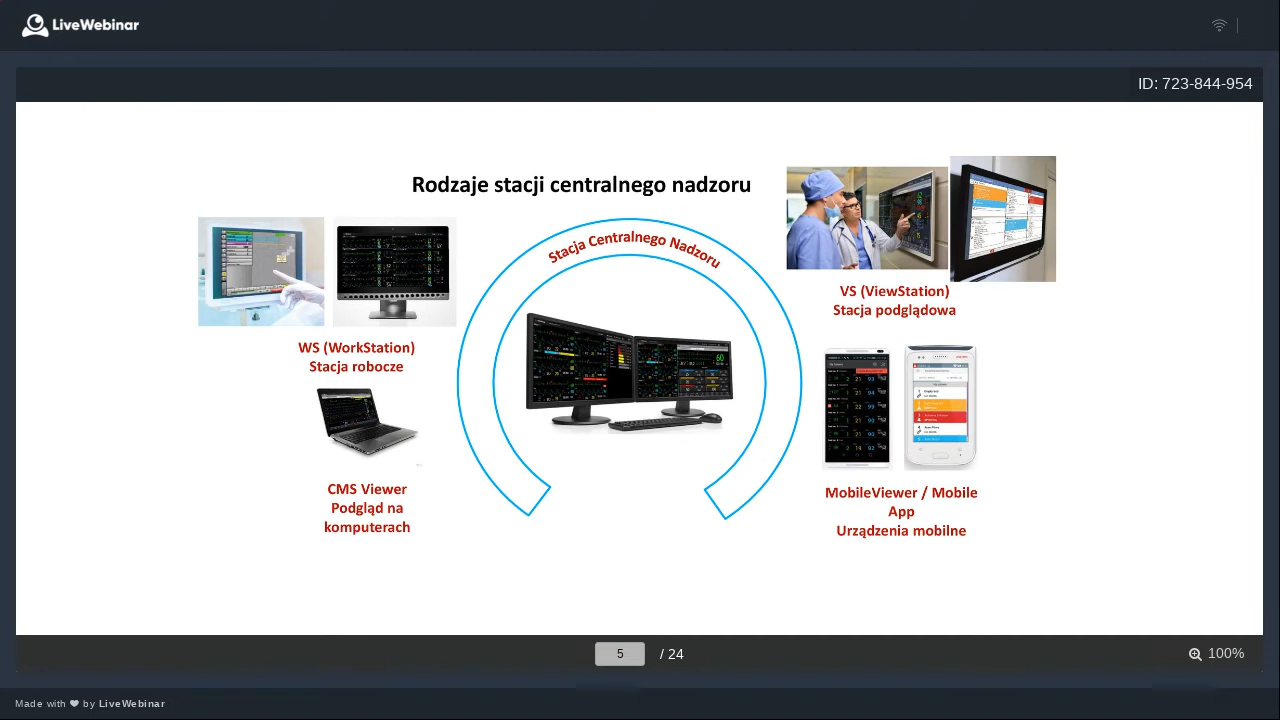 LiveWebinar
ID: 723-844-954
Rodzaje stacji centralnego nadzoru
Stacja Centralnego Nadzoru
VS (ViewStation)
Stacja podglądowa
WS (WorkStation)
Stacja robocze
60
CMS Viewer
Podgląd na
komputerach
MobileViewer / Mobile
App
Urządzenia mobilne
5 / 24
100%
Made with ❤ by LiveWebinar